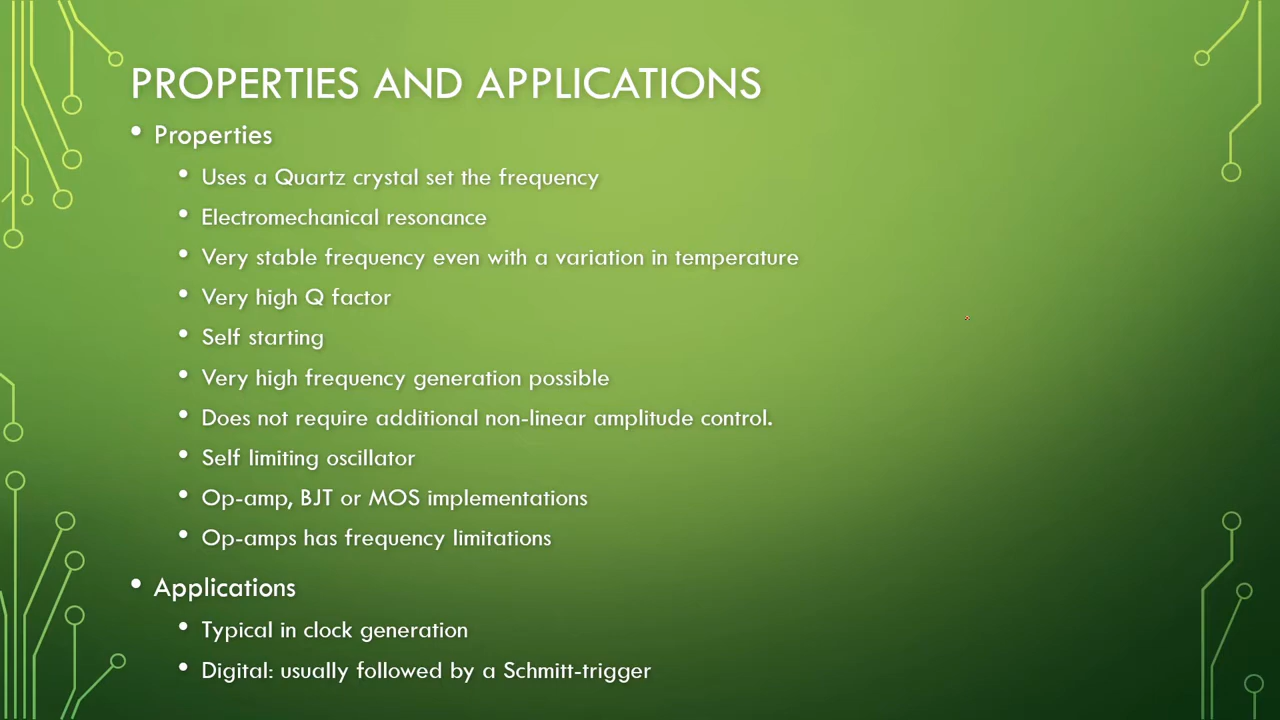 PROPERTIES AND APPLICATIONS
• Properties
• Uses a Quartz crystal set the frequency
• Electromechanical resonance
• Very stable frequency even with a variation in temperature
• Very high Q factor
• Self starting
• Very high frequency generation possible
• Does not require additional non-linear amplitude control.
• Self limiting oscillator
• Op-amp, BJT or MOS implementations
• Op-amps has frequency limitations
• Applications
• Typical in clock generation
• Digital: usually followed by a Schmitt-trigger